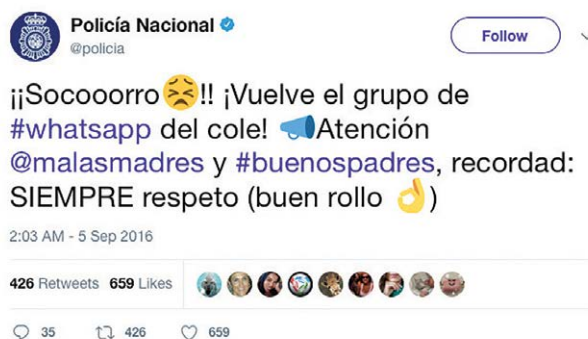 Policía Nacional
@policia
Follow
¡¡Socooorro😣!! ¡Vuelve el grupo de
#whatsapp del cole! 📣Atención
@malasmadres y #buenospadres, recordad:
SIEMPRE respeto (buen rollo 👌)
2:03 AM - 5 Sep 2016
426 Retweets 659 Likes
35 426 659